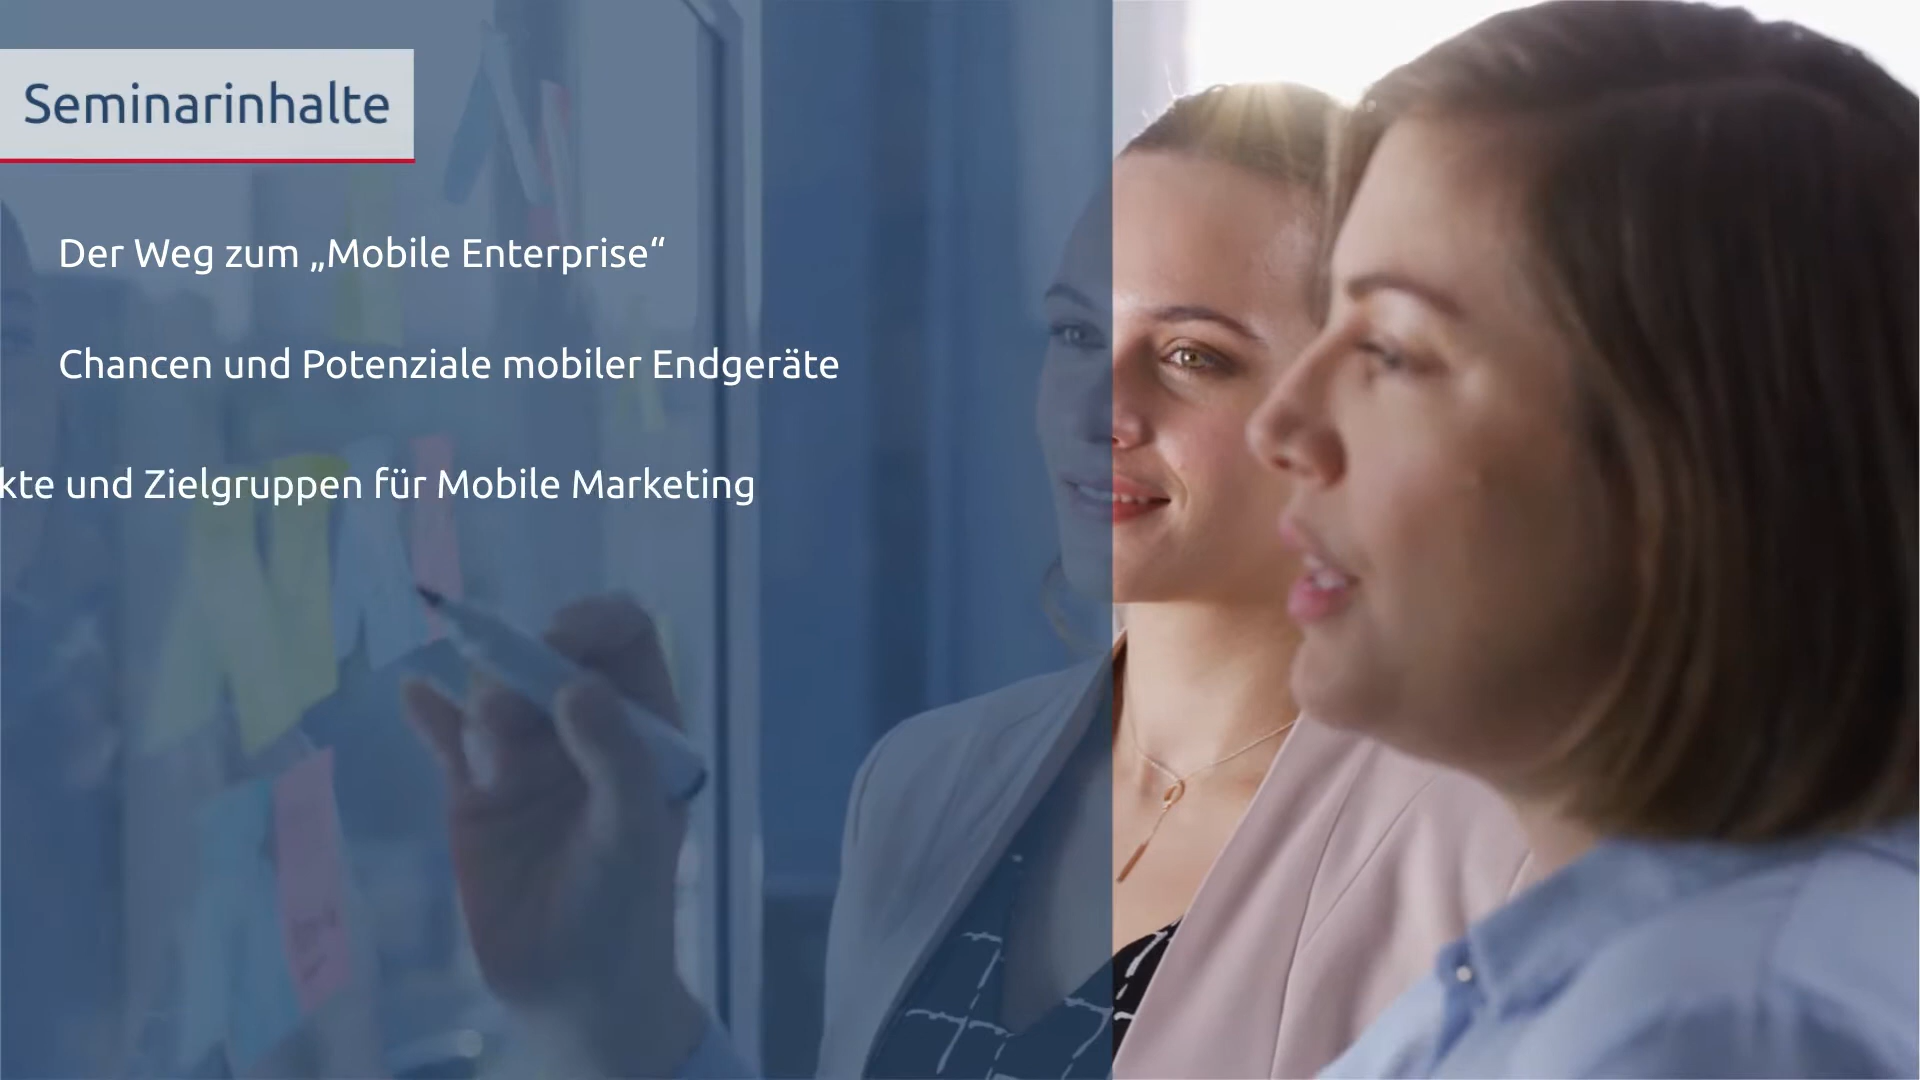 Seminarinhalte
Der Weg zum „Mobile Enterprise“
Chancen und Potenziale mobiler Endgeräte
kte und Zielgruppen für Mobile Marketing